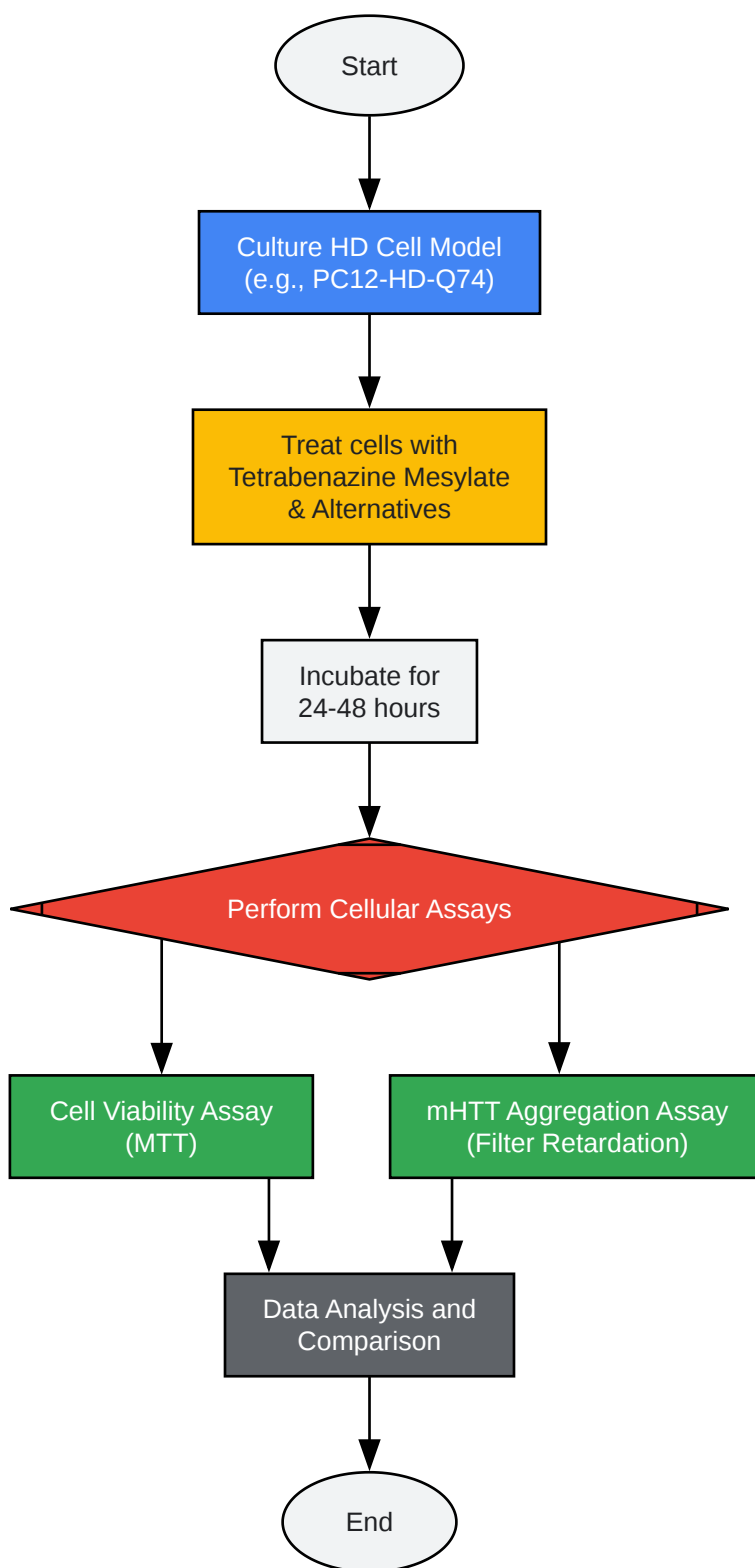 Start
Culture HD Cell Model
(e.g., PC12-HD-Q74)
Treat cells with
Tetrabenazine Mesylate
& Alternatives
Incubate for
24-48 hours
Perform Cellular Assays
Cell Viability Assay
(MTT)
mHTT Aggregation Assay
(Filter Retardation)
Data Analysis and
Comparison
End